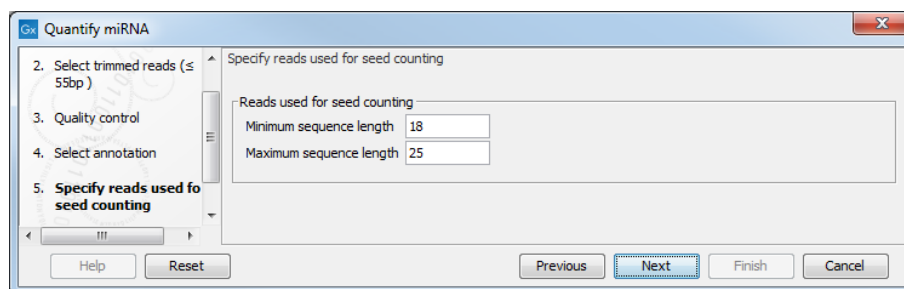 Gx Quantify miRNA
2. Select trimmed reads (≤
55bp )
3. Quality control
4. Select annotation
5. Specify reads used fo
seed counting
Specify reads used for seed counting
Reads used for seed counting
Minimum sequence length 18
Maximum sequence length 25
Help Reset Previous Next Finish Cancel